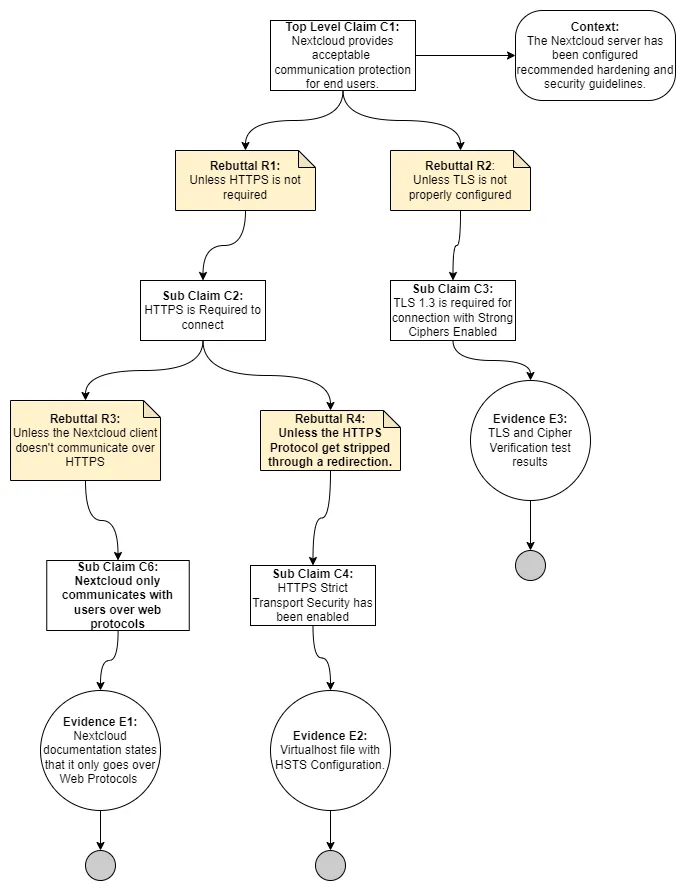 Top Level Claim C1:
Nextcloud provides
acceptable
communication protection
for end users.
Context:
The Nextcloud server has
been configured
recommended hardening and
security guidelines.
Rebuttal R1:
Unless HTTPS is not
required
Rebuttal R2:
Unless TLS is not
properly configured
Sub Claim C2:
HTTPS is Required to
connect
Sub Claim C3:
TLS 1.3 is required for
connection with Strong
Ciphers Enabled
Rebuttal R3:
Unless the Nextcloud client
doesn't communicate over
HTTPS
Rebuttal R4:
Unless the HTTPS
Protocol get stripped
through a redirection.
Evidence E3:
TLS and Cipher
Verification test
results
Sub Claim C6:
Nextcloud only
communicates with
users over web
protocols
Sub Claim C4:
HTTPS Strict
Transport Security has
been enabled
Evidence E1:
Nextcloud
documentation states
that it only goes over
Web Protocols
Evidence E2:
Virtualhost file with
HSTS Configuration.